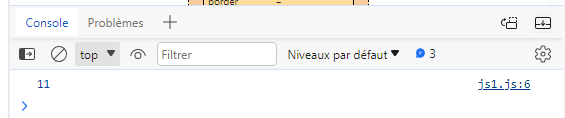 border
Console Problèmes
top Filtrer Niveaux par défaut 3
11 js1.js:6